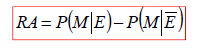 RA = P(M|E) − P(M|E̅)